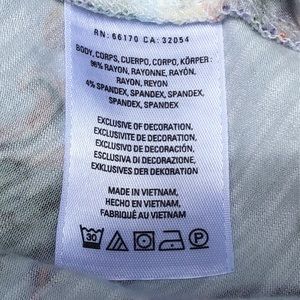 RN: 66170 CA: 32054
BODY, CORPS, CUERPO, CORPO, KÖRPER:
96% RAYON, RAYONNE, RAYÓN,
RAYON, REYON
4% SPANDEX, SPANDEX, SPANDEX,
SPANDEX, SPANDEX
EXCLUSIVE OF DECORATION,
EXCLUSIVITE DE DECORATION,
EXCLUSIVO DE DECORACIÓN,
ESCLUSIVA DI DECORAZIONE,
EXKLUSIVES DER DEKORATION
MADE IN VIETNAM,
HECHO EN VIETNAM,
FABRIQUÉ AU VIETNAM
30 P